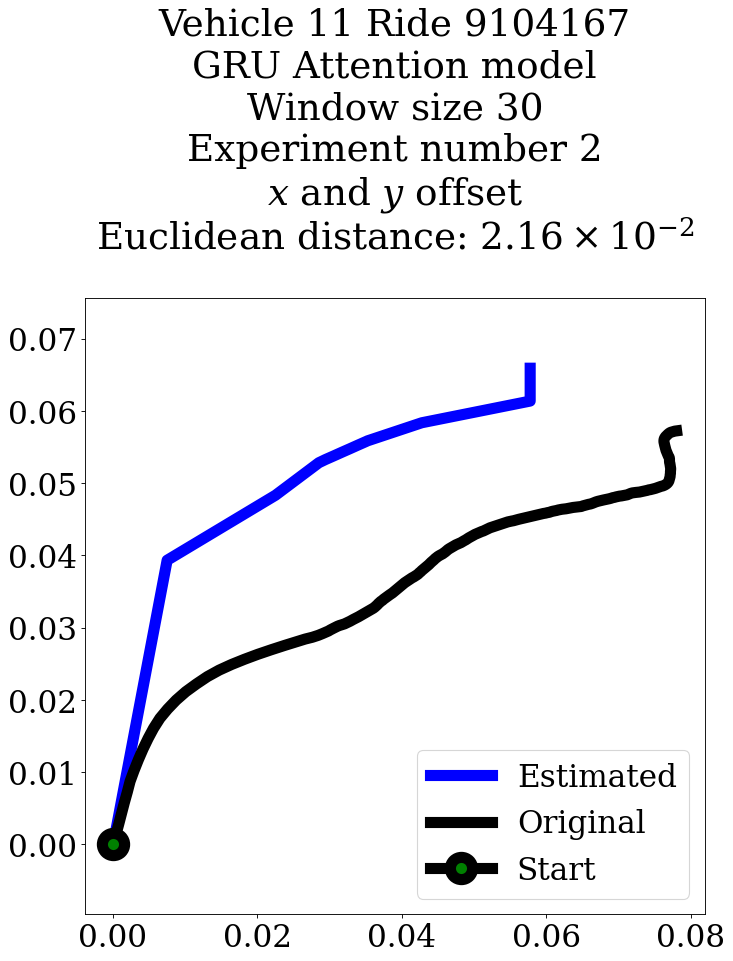 Vehicle 11 Ride 9104167
GRU Attention model
Window size 30
Experiment number 2
x and y offset
Euclidean distance: 2.16 × 10⁻²
0.07
0.06
0.05
0.04
0.03
0.02
0.01
0.00
Estimated
Original
Start
0.00 0.02 0.04 0.06 0.08